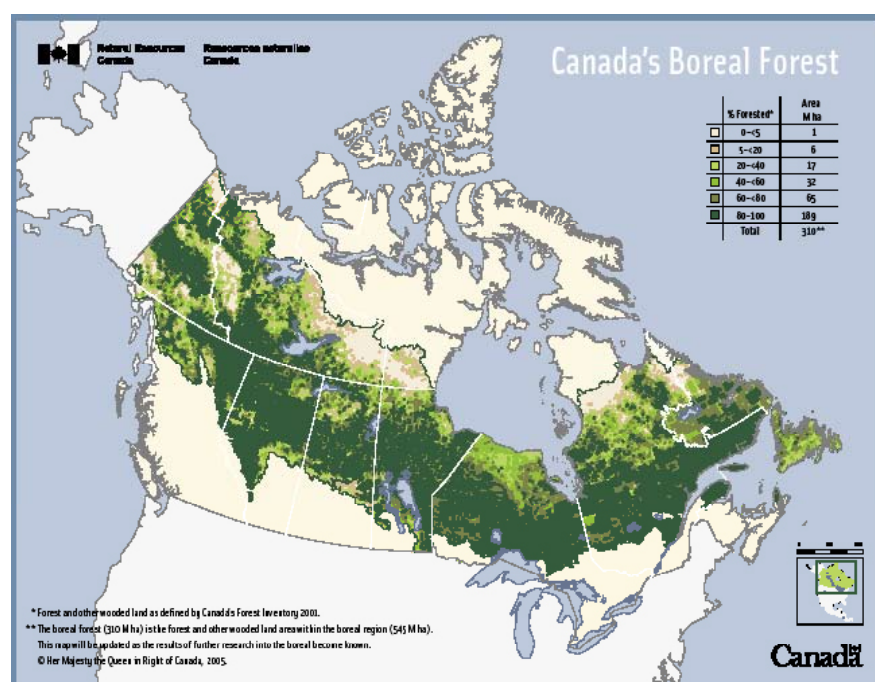 Natural Resources Canada
Ressources naturelles Canada
Canada's Boreal Forest
% Forested*
Area M ha
0-<5 1
5-<20 6
20-<40 17
40-<60 32
60-<80 65
80-100 189
Total 310**
* Forest and other wooded land as defined by Canada's Forest Inventory 2001.
** The boreal forest (310 M ha) is the forest and other wooded land area within the boreal region (545 M ha).
This map will be updated as the results of further research into the boreal become known.
© Her Majesty the Queen in Right of Canada, 2005.
Canada